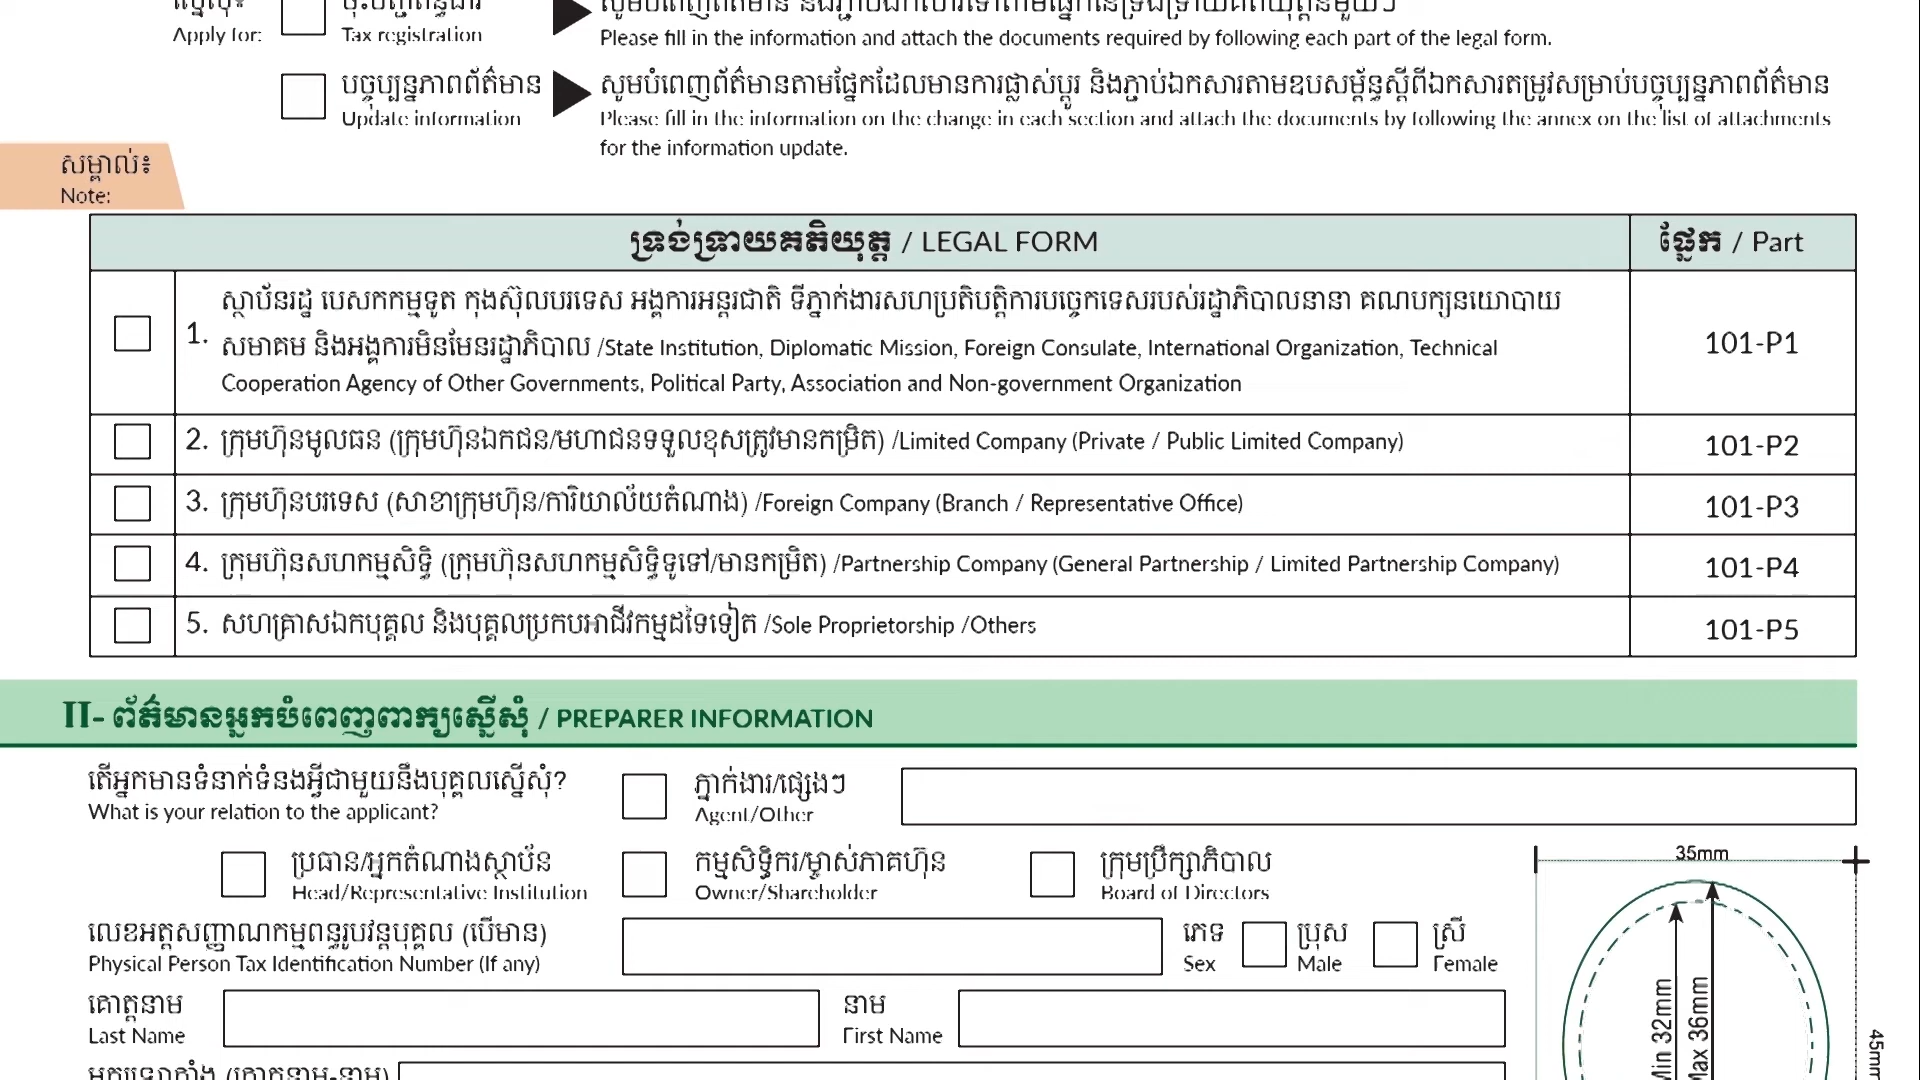 Apply for:
Tax registration
Please fill in the information and attach the documents required by following each part of the legal form.
បច្ចុប្បន្នភាពព័ត៌មាន
សូមបំពេញព័ត៌មានតាមផ្នែកដែលមានការផ្លាស់ប្តូរ និងភ្ជាប់ឯកសារតាមឧបសម្ព័ន្ធស្តីពីឯកសារតម្រូវសម្រាប់បច្ចុប្បន្នភាពព័ត៌មាន
Update information
Please fill in the information on the change in each section and attach the documents by following the annex on the list of attachments
for the information update.
សម្គាល់៖
Note:
ទ្រង់ទ្រាយគតិយុត្ត / LEGAL FORM
ផ្នែក / Part
ស្ថាប័នរដ្ឋ បេសកកម្មទូត កុងស៊ុលបរទេស អង្គការអន្តរជាតិ ទីភ្នាក់ងារសហប្រតិបត្តិការបច្ចេកទេសរបស់រដ្ឋាភិបាលនានា គណបក្សនយោបាយ
1. សមាគម និងអង្គការមិនមែនរដ្ឋាភិបាល /State Institution, Diplomatic Mission, Foreign Consulate, International Organization, Technical
Cooperation Agency of Other Governments, Political Party, Association and Non-government Organization
101-P1
2. ក្រុមហ៊ុនមូលធន (ក្រុមហ៊ុនឯកជន/មហាជនទទួលខុសត្រូវមានកម្រិត) /Limited Company (Private / Public Limited Company)
101-P2
3. ក្រុមហ៊ុនបរទេស (សាខាក្រុមហ៊ុន/ការិយាល័យតំណាង) /Foreign Company (Branch / Representative Office)
101-P3
4. ក្រុមហ៊ុនសហកម្មសិទ្ធិ (ក្រុមហ៊ុនសហកម្មសិទ្ធិទូទៅ/មានកម្រិត) /Partnership Company (General Partnership / Limited Partnership Company)
101-P4
5. សហគ្រាសឯកបុគ្គល និងបុគ្គលប្រកបអាជីវកម្មដទៃទៀត /Sole Proprietorship /Others
101-P5
II- ព័ត៌មានអ្នកបំពេញពាក្យស្នើសុំ / PREPARER INFORMATION
តើអ្នកមានទំនាក់ទំនងអ្វីជាមួយនឹងបុគ្គលស្នើសុំ?
ភ្នាក់ងារ/ផ្សេងៗ
What is your relation to the applicant?
Agent/Other
ប្រធាន/អ្នកតំណាងស្ថាប័ន
កម្មសិទ្ធិករ/ម្ចាស់ភាគហ៊ុន
ក្រុមប្រឹក្សាភិបាល
35mm
Head/Representative Institution
Owner/Shareholder
Board of Directors
លេខអត្តសញ្ញាណកម្មពន្ធរូបវន្តបុគ្គល (បើមាន)
ភេទ
ប្រុស
ស្រី
Physical Person Tax Identification Number (If any)
Sex
Male
Female
គោត្តនាម
នាម
Last Name
First Name
Min 32mm
Max 36mm
45mm